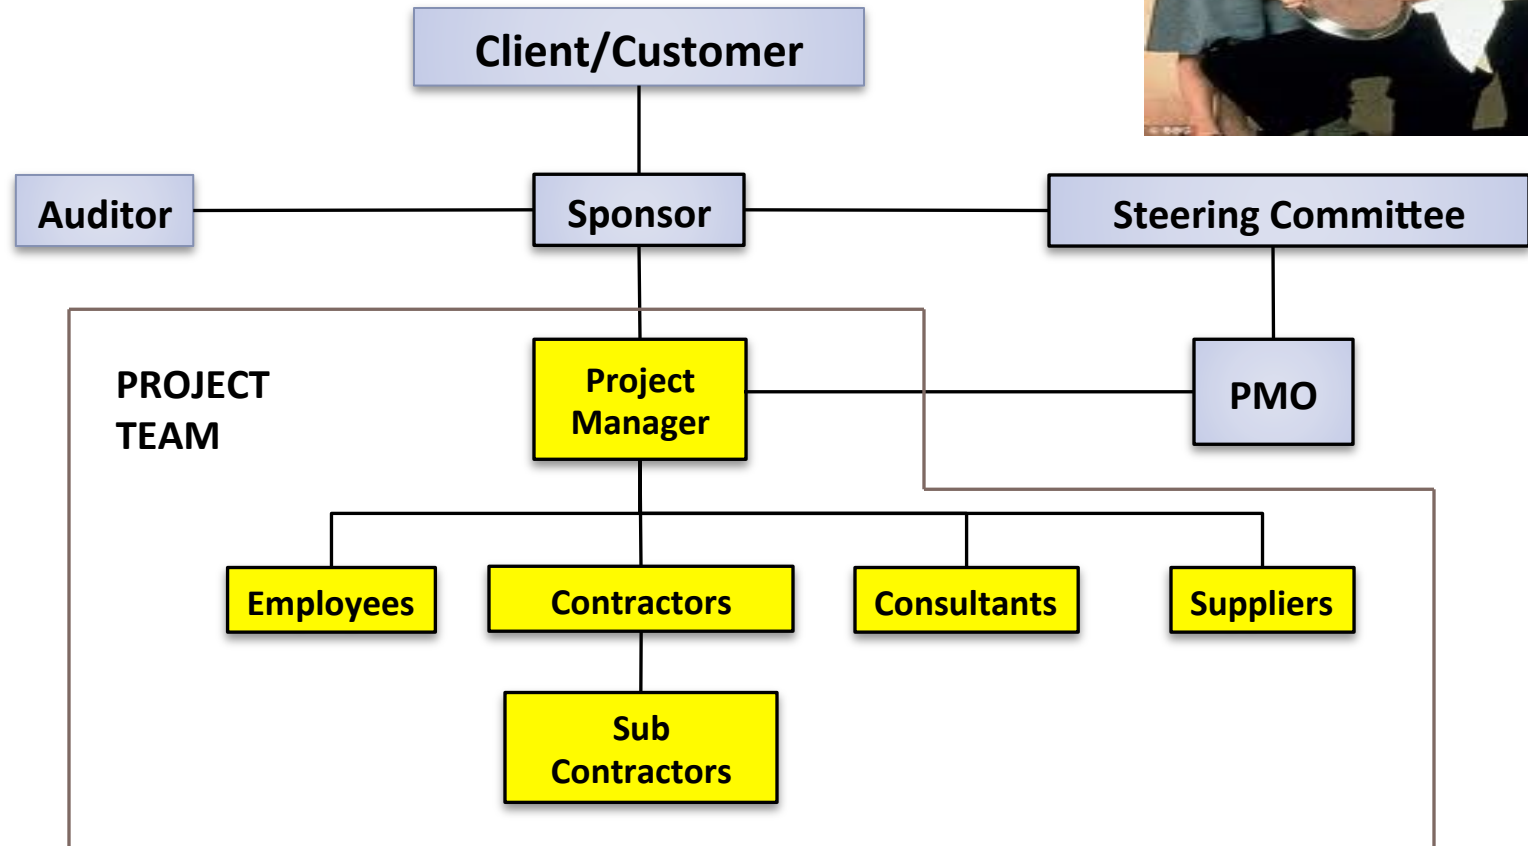 Client/Customer
Auditor
Sponsor
Steering Committee
PROJECT
TEAM
Project
Manager
PMO
Employees
Contractors
Consultants
Suppliers
Sub
Contractors